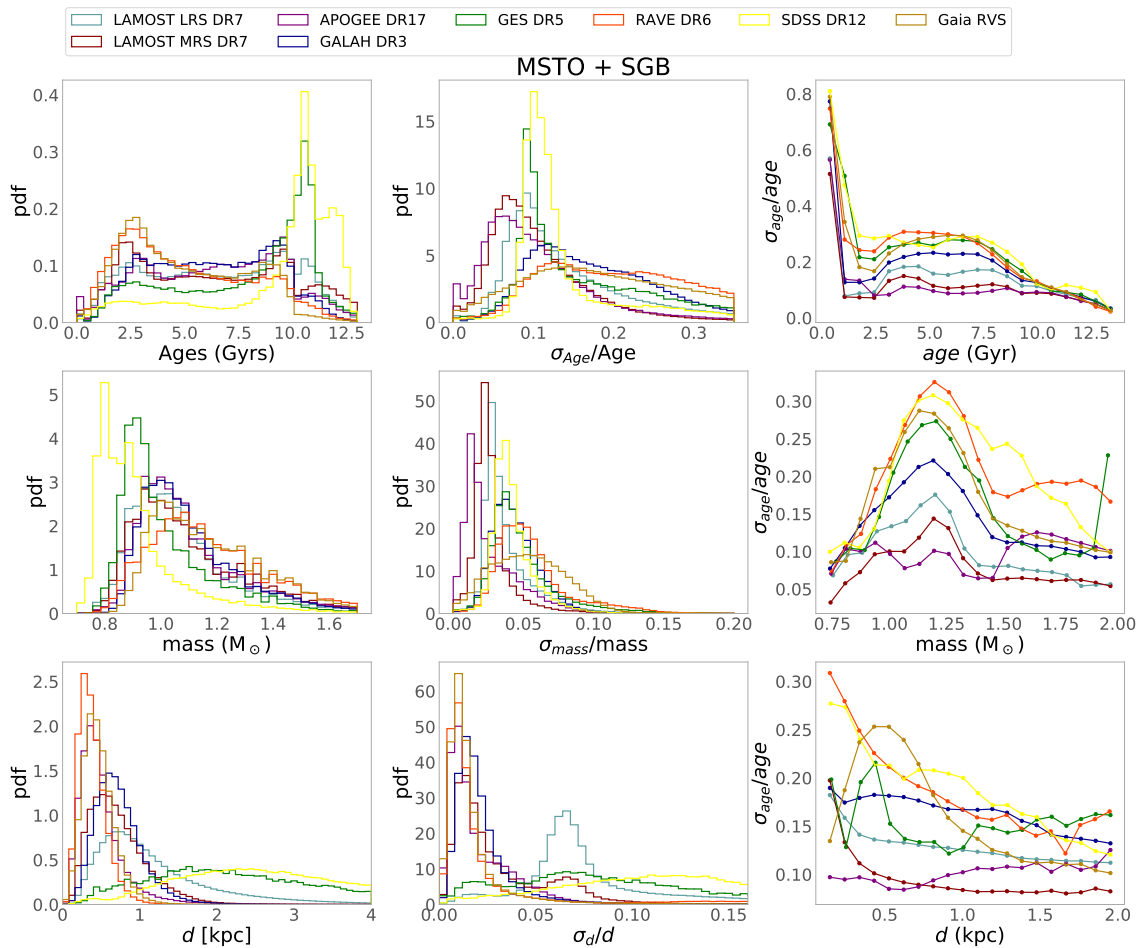 LAMOST LRS DR7 APOGEE DR17 GES DR5 RAVE DR6 SDSS DR12 Gaia RVS
LAMOST MRS DR7 GALAH DR3
MSTO + SGB
pdf
0.4
0.3
0.2
0.1
0.0
0.0 2.5 5.0 7.5 10.0 12.5
Ages (Gyrs)
pdf
15
10
5
0
0.0 0.1 0.2 0.3
σ_Age/Age
σ_age/age
0.8
0.6
0.4
0.2
0.0
0.0 2.5 5.0 7.5 10.0 12.5
age (Gyr)
pdf
5
4
3
2
1
0
0.8 1.0 1.2 1.4 1.6
mass (M⊙)
pdf
50
40
30
20
10
0
0.00 0.05 0.10 0.15 0.20
σ_mass/mass
σ_age/age
0.30
0.25
0.20
0.15
0.10
0.05
0.75 1.00 1.25 1.50 1.75 2.00
mass (M⊙)
pdf
2.5
2.0
1.5
1.0
0.5
0.0
0 1 2 3 4
d [kpc]
pdf
60
50
40
30
20
10
0
0.00 0.05 0.10 0.15
σ_d/d
σ_age/age
0.30
0.25
0.20
0.15
0.10
0.5 1.0 1.5 2.0
d (kpc)